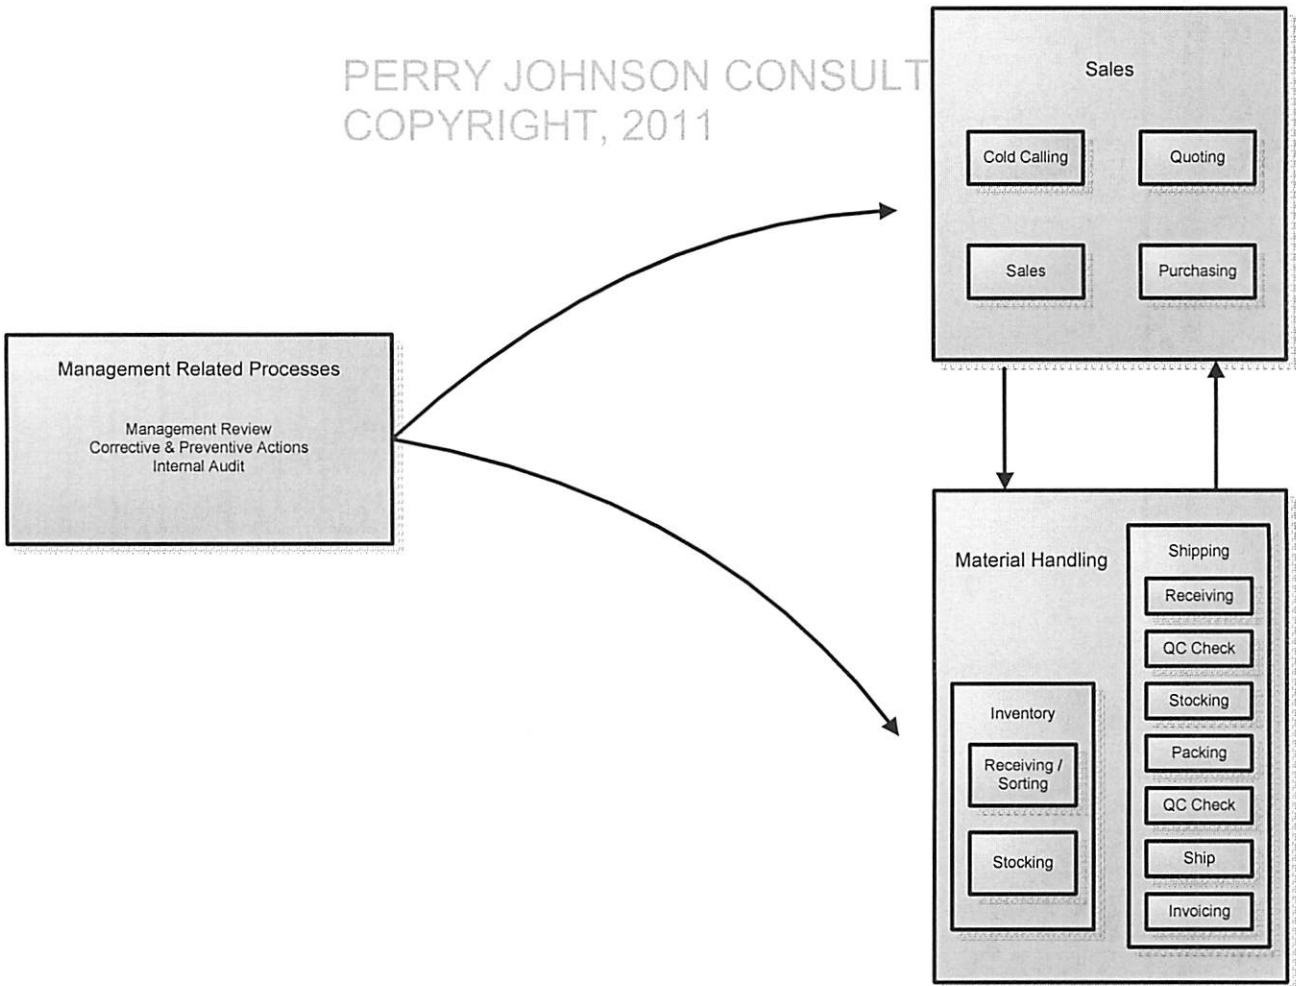 PERRY JOHNSON CONSULT
COPYRIGHT, 2011
Sales
Cold Calling
Quoting
Sales
Purchasing
Management Related Processes
Management Review
Corrective & Preventive Actions
Internal Audit
Material Handling
Inventory
Receiving /
Sorting
Stocking
Shipping
Receiving
QC Check
Stocking
Packing
QC Check
Ship
Invoicing